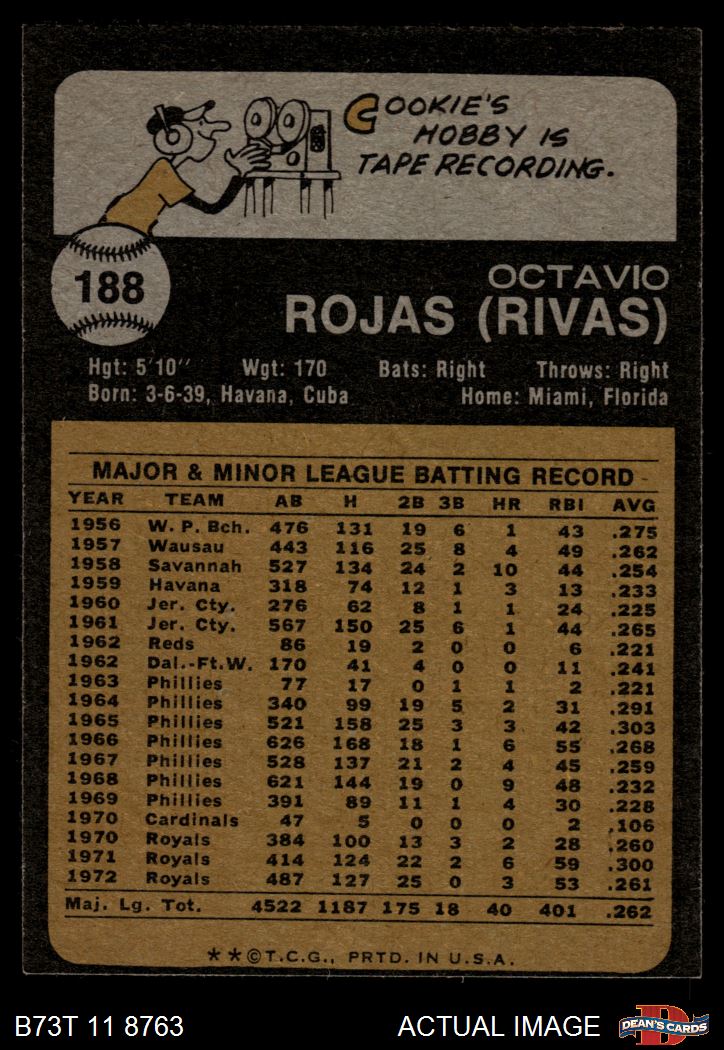 COOKIE'S
HOBBY IS
TAPE RECORDING.
188
OCTAVIO
ROJAS (RIVAS)
Hgt: 5'10" Wgt: 170 Bats: Right Throws: Right
Born: 3-6-39, Havana, Cuba Home: Miami, Florida
MAJOR & MINOR LEAGUE BATTING RECORD
YEAR TEAM AB H 2B 3B HR RBI AVG
1956 W. P. Bch. 476 131 19 6 1 43 .275
1957 Wausau 443 116 25 8 4 49 .262
1958 Savannah 527 134 24 2 10 44 .254
1959 Havana 318 74 12 1 3 13 .233
1960 Jer. Cty. 276 62 8 1 1 24 .225
1961 Jer. Cty. 567 150 25 6 1 44 .265
1962 Reds 86 19 2 0 0 6 .221
1962 Dal.-Ft.W. 170 41 4 0 0 11 .241
1963 Phillies 77 17 0 1 1 2 .221
1964 Phillies 340 99 19 5 2 31 .291
1965 Phillies 521 158 25 3 3 42 .303
1966 Phillies 626 168 18 1 6 55 .268
1967 Phillies 528 137 21 2 4 45 .259
1968 Phillies 621 144 19 0 9 48 .232
1969 Phillies 391 89 11 1 4 30 .228
1970 Cardinals 47 5 0 0 0 2 .106
1970 Royals 384 100 13 3 2 28 .260
1971 Royals 414 124 22 2 6 59 .300
1972 Royals 487 127 25 0 3 53 .261
Maj. Lg. Tot. 4522 1187 175 18 40 401 .262
**©T.C.G., PRTD. IN U.S.A.
B73T 11 8763 ACTUAL IMAGE D DEAN'S CARDS